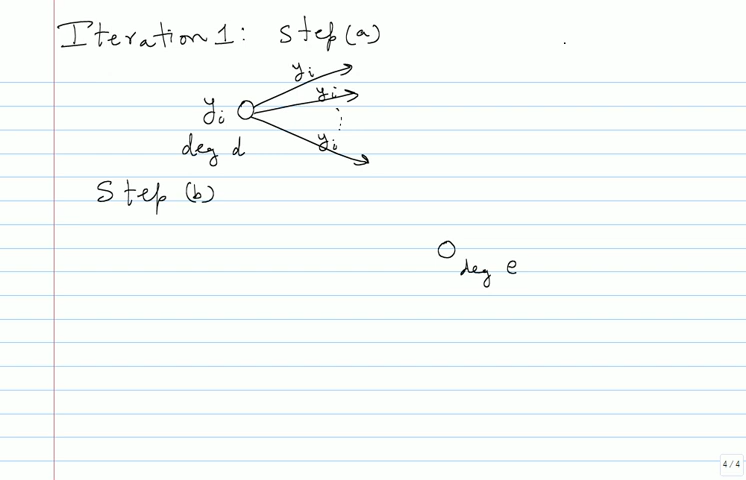 Iteration 1: Step (a)
yi
yi
yi
yi
deg d
Step (b)
deg e
4/4